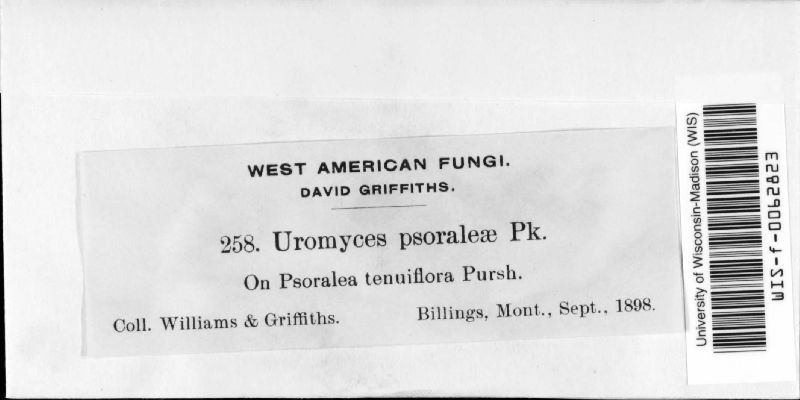 WEST AMERICAN FUNGI.
DAVID GRIFFITHS.
258. Uromyces psoraleæ Pk.
On Psoralea tenuiflora Pursh.
Coll. Williams & Griffiths. Billings, Mont., Sept., 1898.
University of Wisconsin-Madison (WIS)
WIS-f-0062823